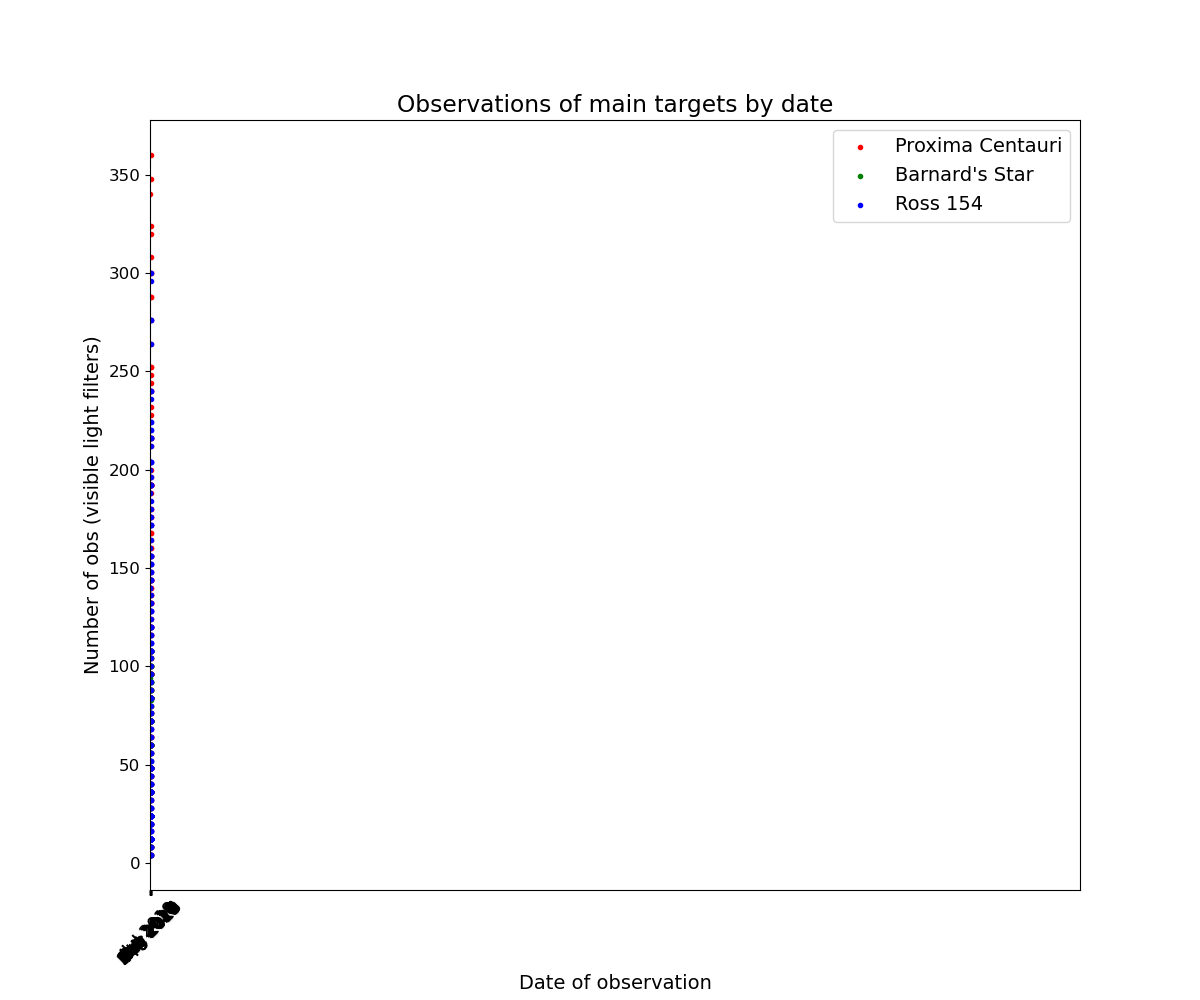 Observations of main targets by date
Proxima Centauri
Barnard's Star
Ross 154
350
300
250
200
150
100
50
0
Number of obs (visible light filters)
Date of observation